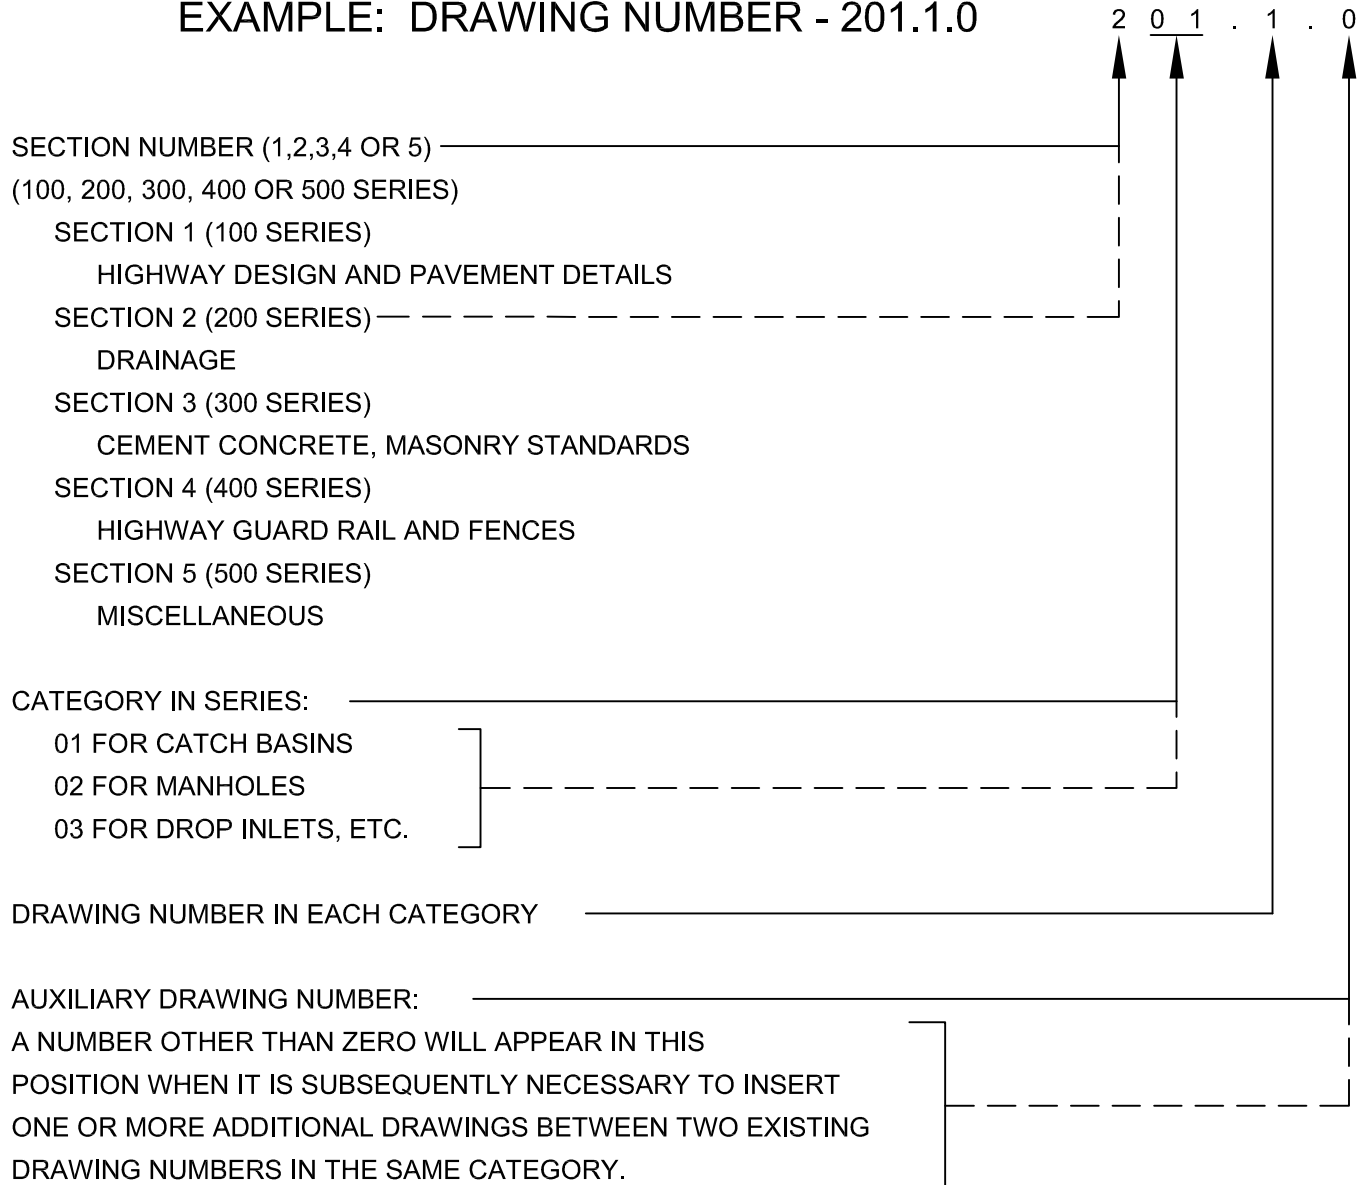 EXAMPLE: DRAWING NUMBER - 201.1.0 2 0 1 . 1 . 0
SECTION NUMBER (1,2,3,4 OR 5)
(100, 200, 300, 400 OR 500 SERIES)
SECTION 1 (100 SERIES)
HIGHWAY DESIGN AND PAVEMENT DETAILS
SECTION 2 (200 SERIES)
DRAINAGE
SECTION 3 (300 SERIES)
CEMENT CONCRETE, MASONRY STANDARDS
SECTION 4 (400 SERIES)
HIGHWAY GUARD RAIL AND FENCES
SECTION 5 (500 SERIES)
MISCELLANEOUS
CATEGORY IN SERIES:
01 FOR CATCH BASINS
02 FOR MANHOLES
03 FOR DROP INLETS, ETC.
DRAWING NUMBER IN EACH CATEGORY
AUXILIARY DRAWING NUMBER:
A NUMBER OTHER THAN ZERO WILL APPEAR IN THIS
POSITION WHEN IT IS SUBSEQUENTLY NECESSARY TO INSERT
ONE OR MORE ADDITIONAL DRAWINGS BETWEEN TWO EXISTING
DRAWING NUMBERS IN THE SAME CATEGORY.